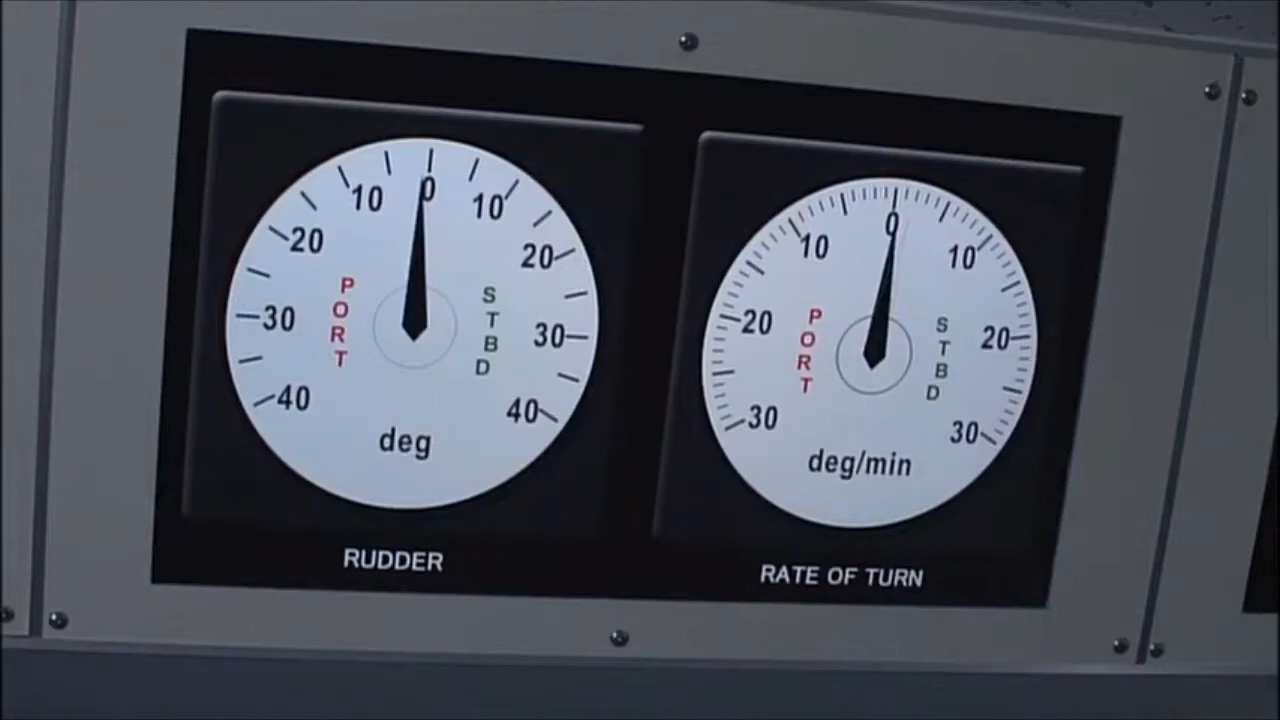 10 0 10
20 20
30 30
40 40
PORT
STBD
deg
RUDDER
10 0 10
20 20
30 30
PORT
STBD
deg/min
RATE OF TURN